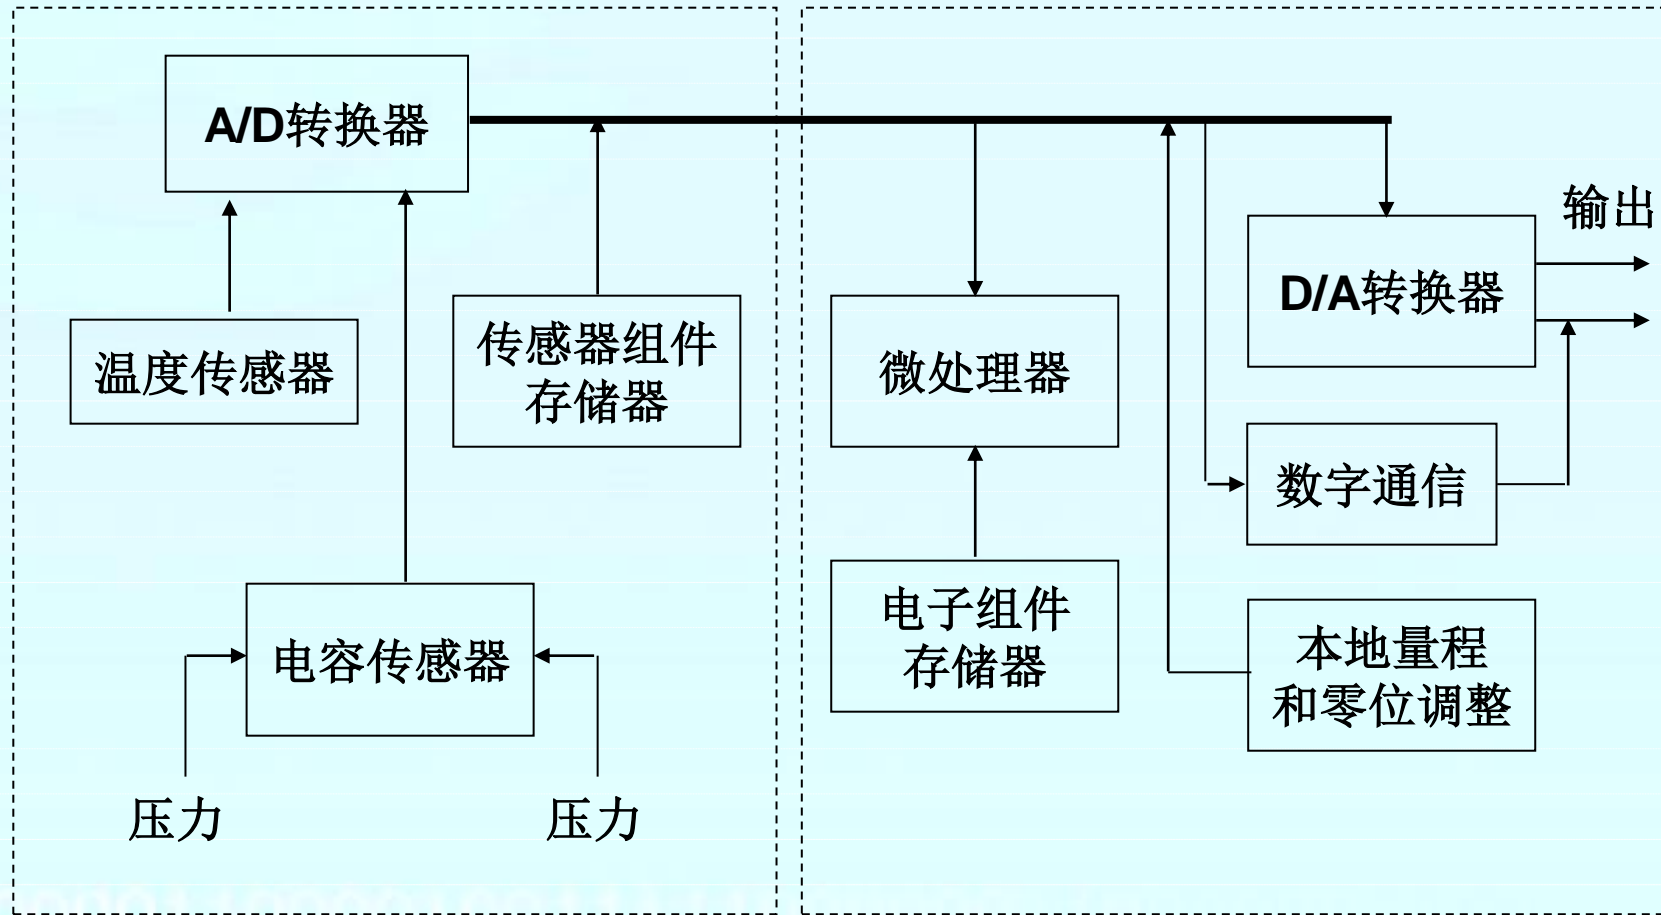 A/D转换器
输出
D/A转换器
温度传感器
传感器组件
存储器
微处理器
数字通信
电容传感器
电子组件
存储器
本地量程
和零位调整
压力
压力